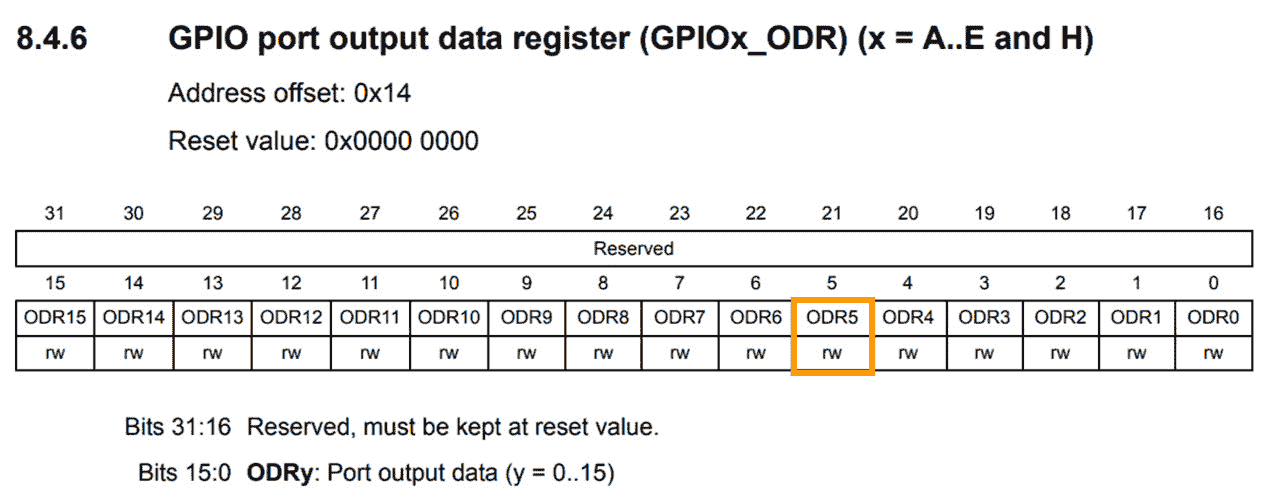 8.4.6 GPIO port output data register (GPIOx_ODR) (x = A..E and H)
Address offset: 0x14
Reset value: 0x0000 0000
31 30 29 28 27 26 25 24 23 22 21 20 19 18 17 16
Reserved
15 14 13 12 11 10 9 8 7 6 5 4 3 2 1 0
ODR15 ODR14 ODR13 ODR12 ODR11 ODR10 ODR9 ODR8 ODR7 ODR6 ODR5 ODR4 ODR3 ODR2 ODR1 ODR0
rw rw rw rw rw rw rw rw rw rw rw rw rw rw rw rw
Bits 31:16 Reserved, must be kept at reset value.
Bits 15:0 ODRy: Port output data (y = 0..15)